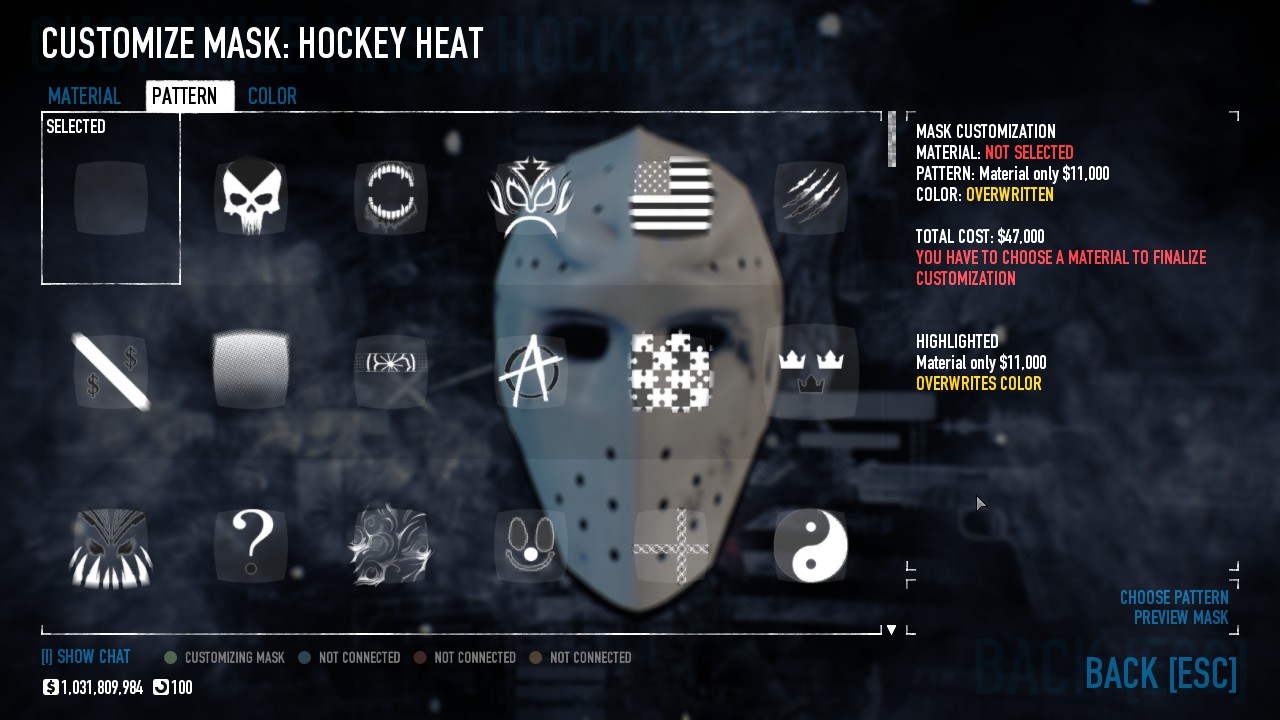 CUSTOMIZE MASK: HOCKEY HEAT
MATERIAL PATTERN COLOR
SELECTED
MASK CUSTOMIZATION
MATERIAL: NOT SELECTED
PATTERN: Material only $11,000
COLOR: OVERWRITTEN
TOTAL COST: $47,000
YOU HAVE TO CHOOSE A MATERIAL TO FINALIZE
CUSTOMIZATION
HIGHLIGHTED
Material only $11,000
OVERWRITES COLOR
$
$
A
?
CHOOSE PATTERN
PREVIEW MASK
[I] SHOW CHAT CUSTOMIZING MASK NOT CONNECTED NOT CONNECTED NOT CONNECTED
BACK [ESC]
$ 1,031,809,984 100